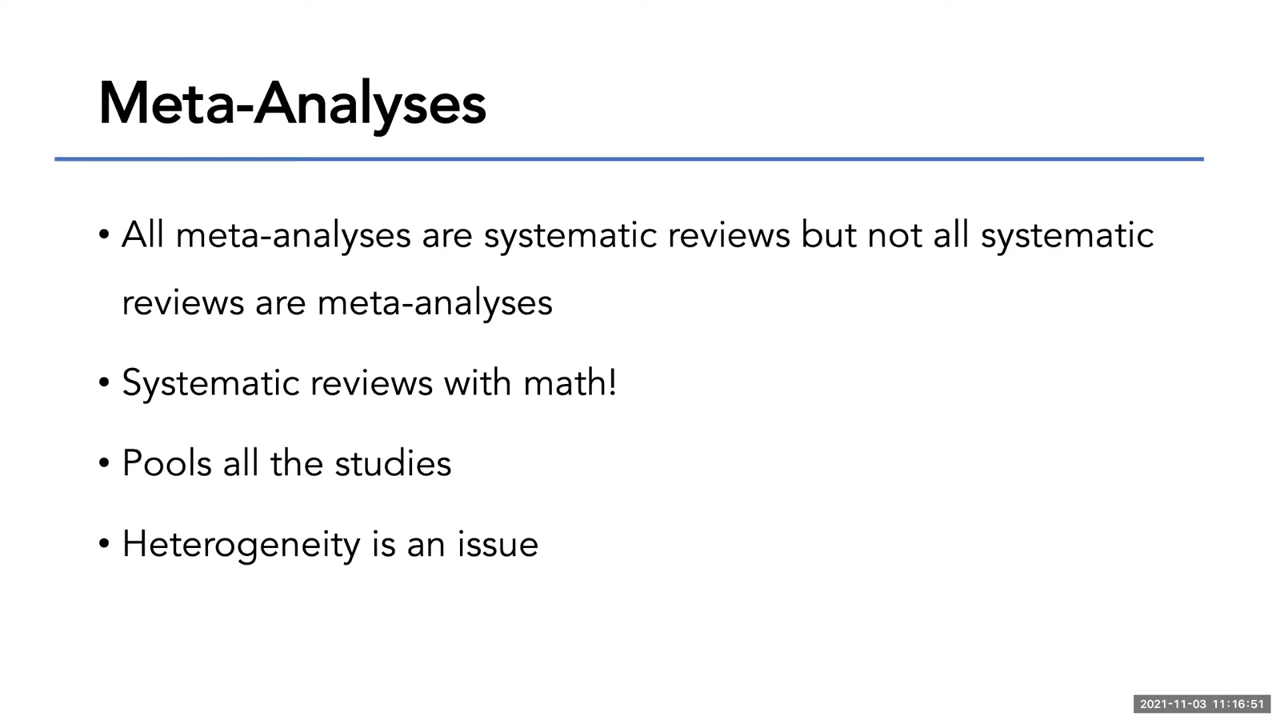 Meta-Analyses
• All meta-analyses are systematic reviews but not all systematic
reviews are meta-analyses
• Systematic reviews with math!
• Pools all the studies
• Heterogeneity is an issue
2021-11-03 11:16:51